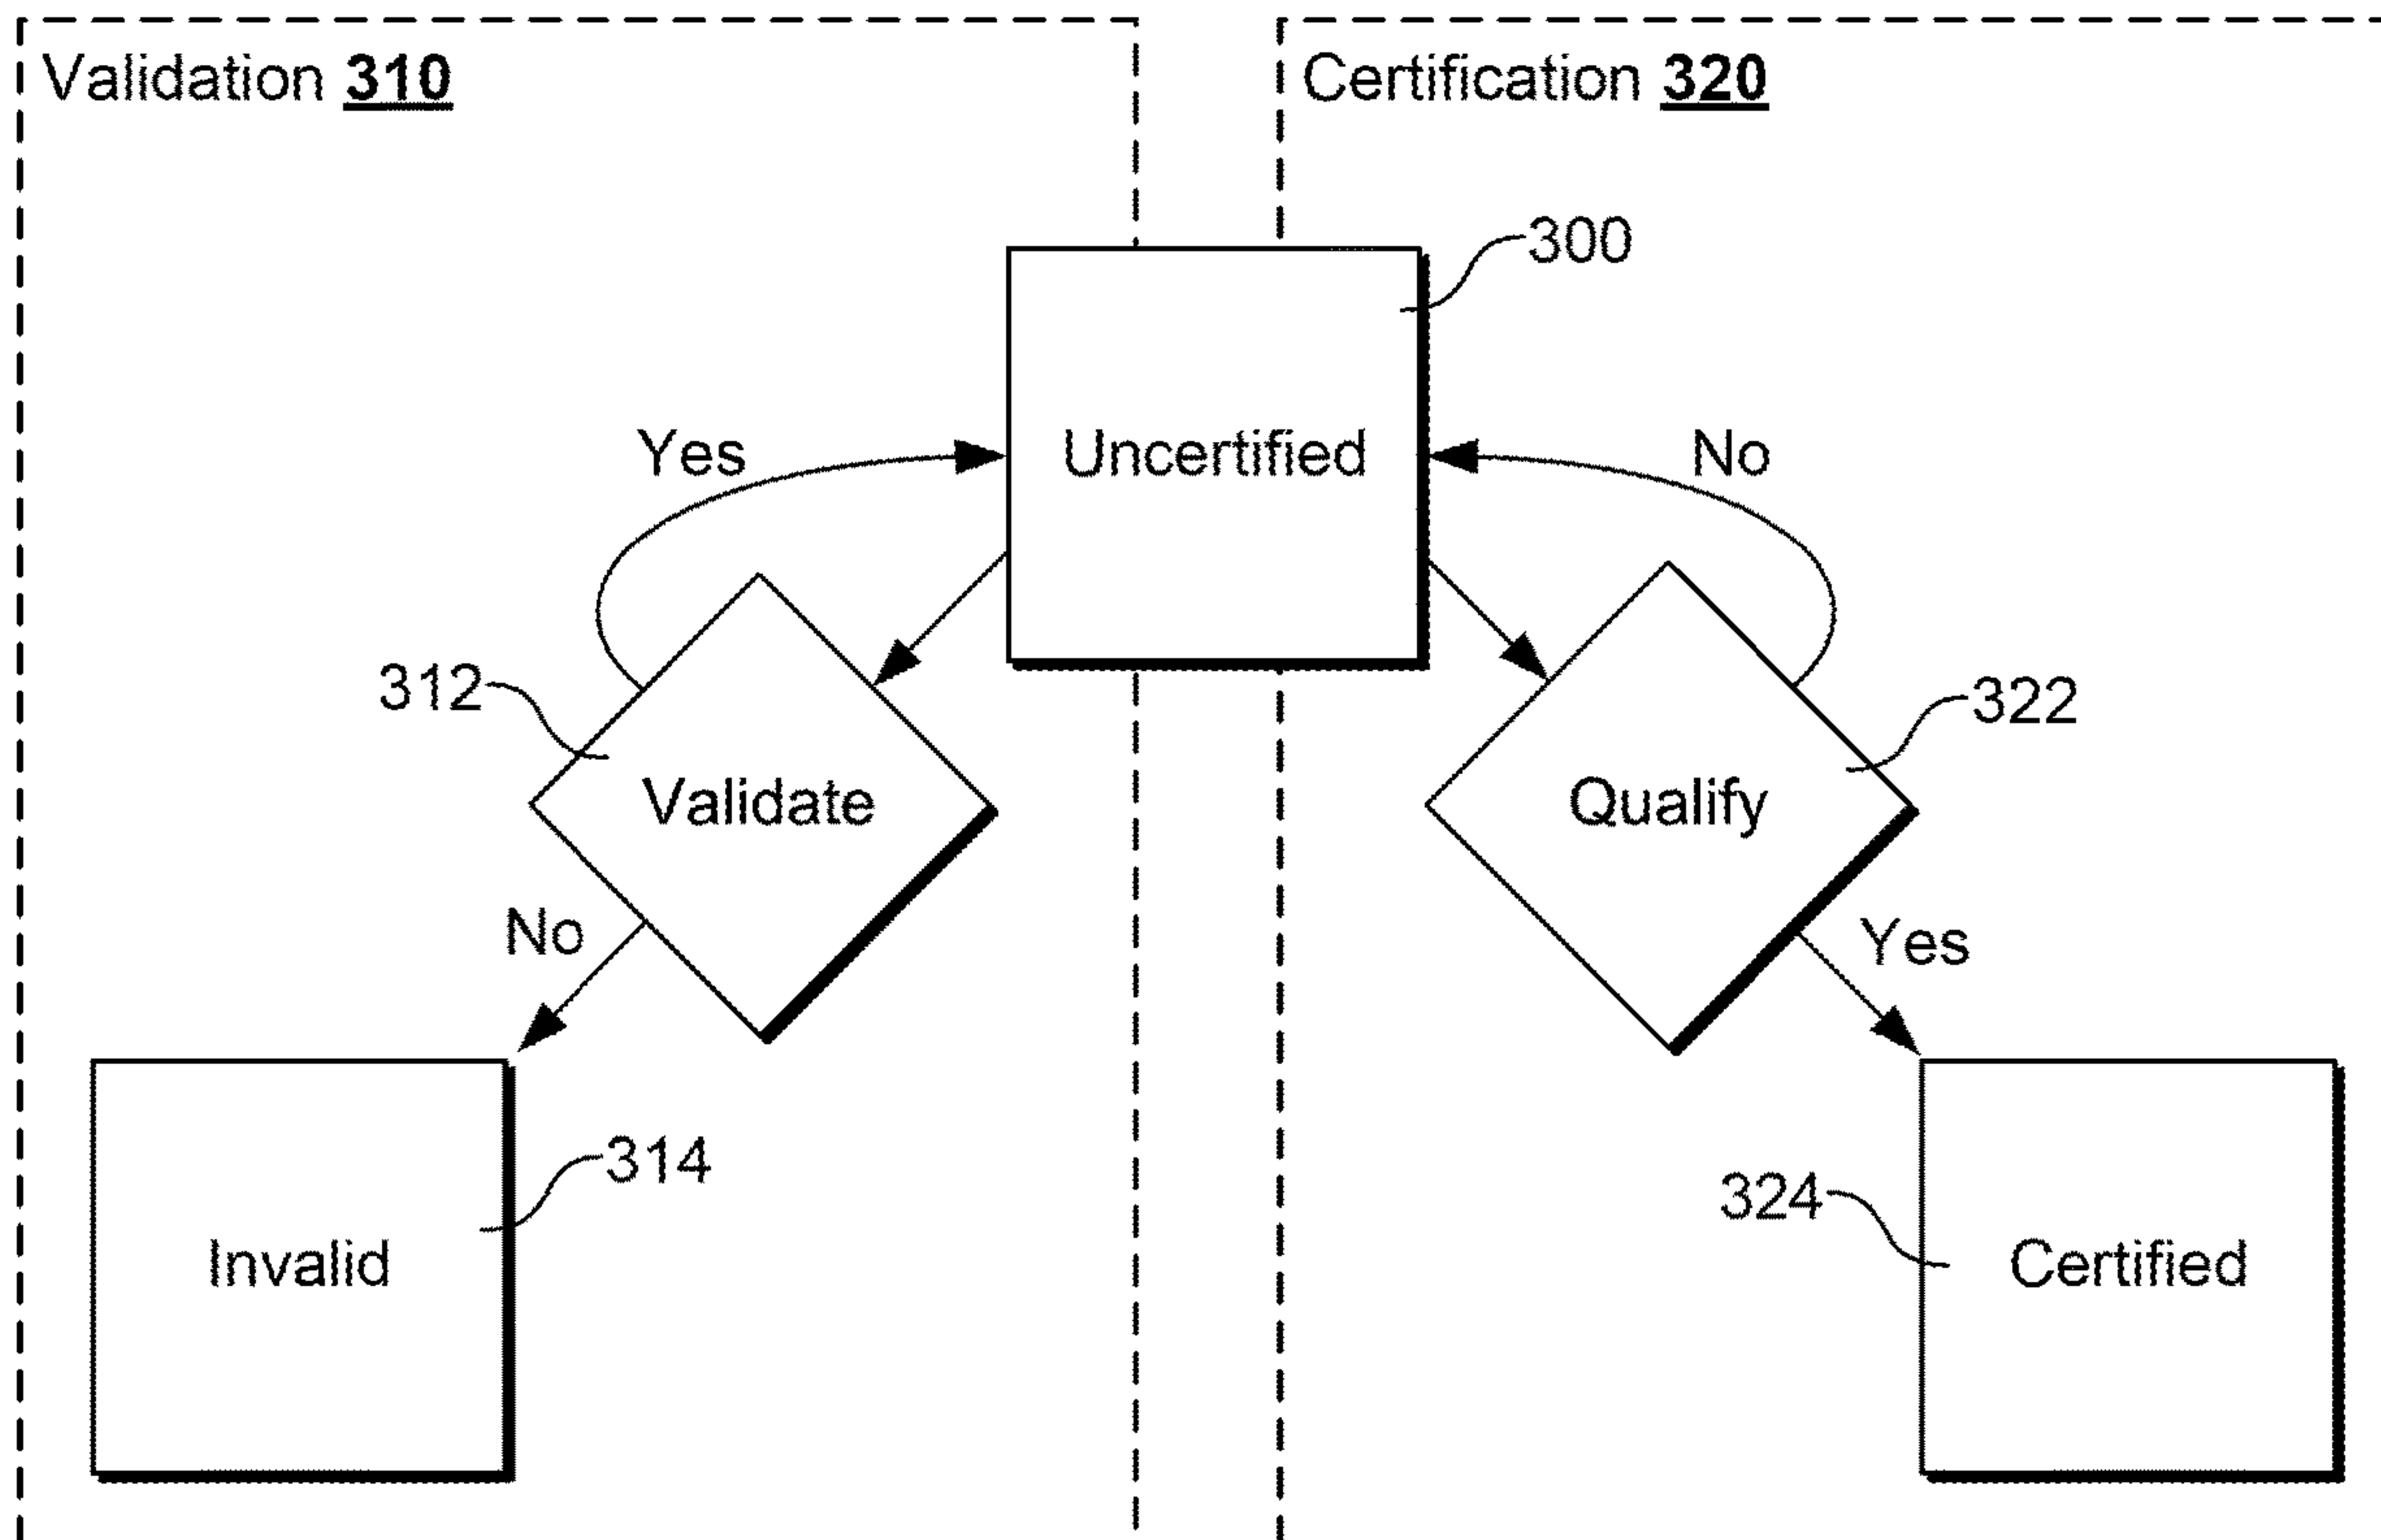 Validation 310
Certification 320
300
Uncertified
Yes
No
312
322
Validate
Qualify
No
Yes
314
324
Invalid
Certified